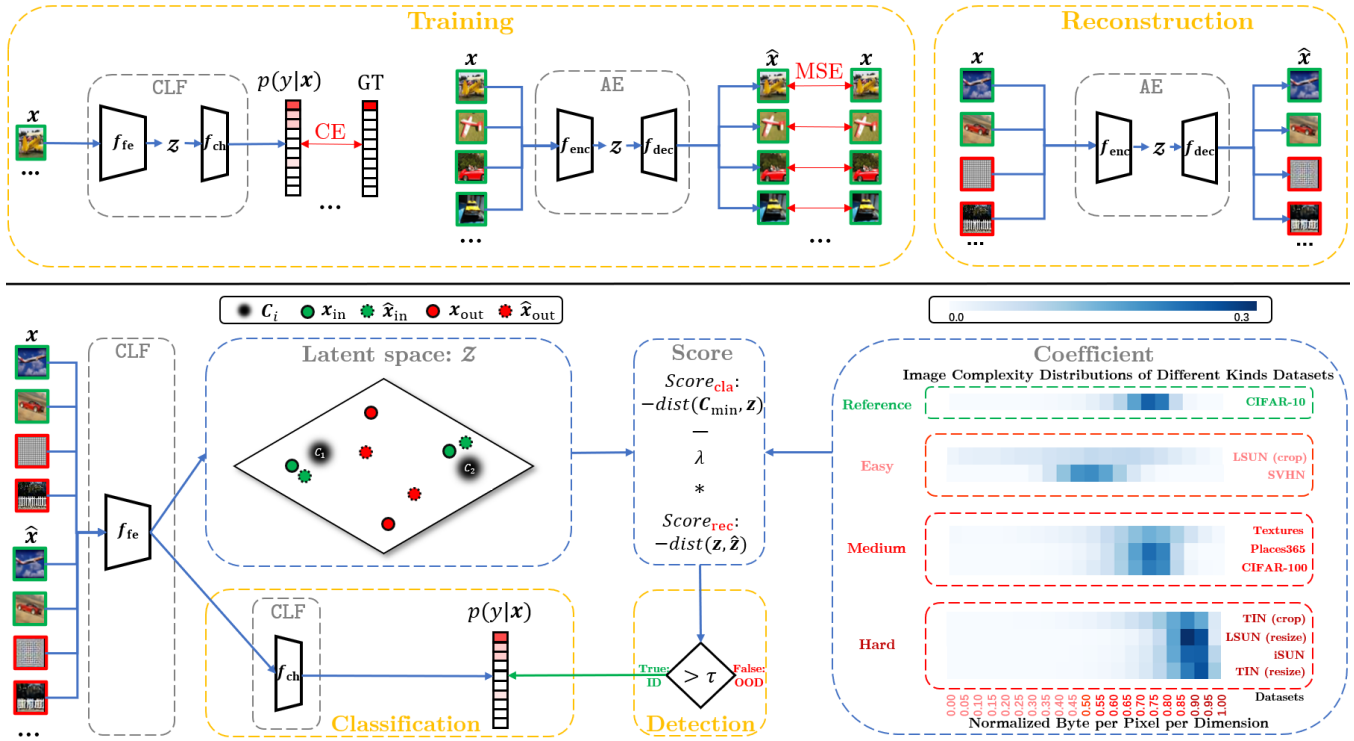 Training
x
CLF
f_fe
z
f_ch
p(y|x)
GT
CE
...
...
x
AE
f_enc
z
f_dec
x̂
MSE
x
...
...
Reconstruction
x
AE
f_enc
z
f_dec
x̂
...
...
C_i
x_in
x̂_in
x_out
x̂_out
0.0
0.3
x
CLF
x̂
f_fe
...
Latent space: Z
C_1
C_2
Score
Score_cla:
-dist(C_min, z)
—
λ
*
Score_rec:
-dist(z, ẑ)
Coefficient
Image Complexity Distributions of Different Kinds Datasets
Reference
CIFAR-10
Easy
LSUN (crop)
SVHN
Medium
Textures
Places365
CIFAR-100
Hard
TIN (crop)
LSUN (resize)
iSUN
TIN (resize)
0.00 0.05 0.10 0.15 0.20 0.25 0.30 0.35 0.40 0.45 0.50 0.55 0.60 0.65 0.70 0.75 0.80 0.85 0.90 0.95 1.00
Datasets
Normalized Byte per Pixel per Dimension
CLF
f_ch
p(y|x)
Classification
True:
ID
> τ
False:
OOD
Detection